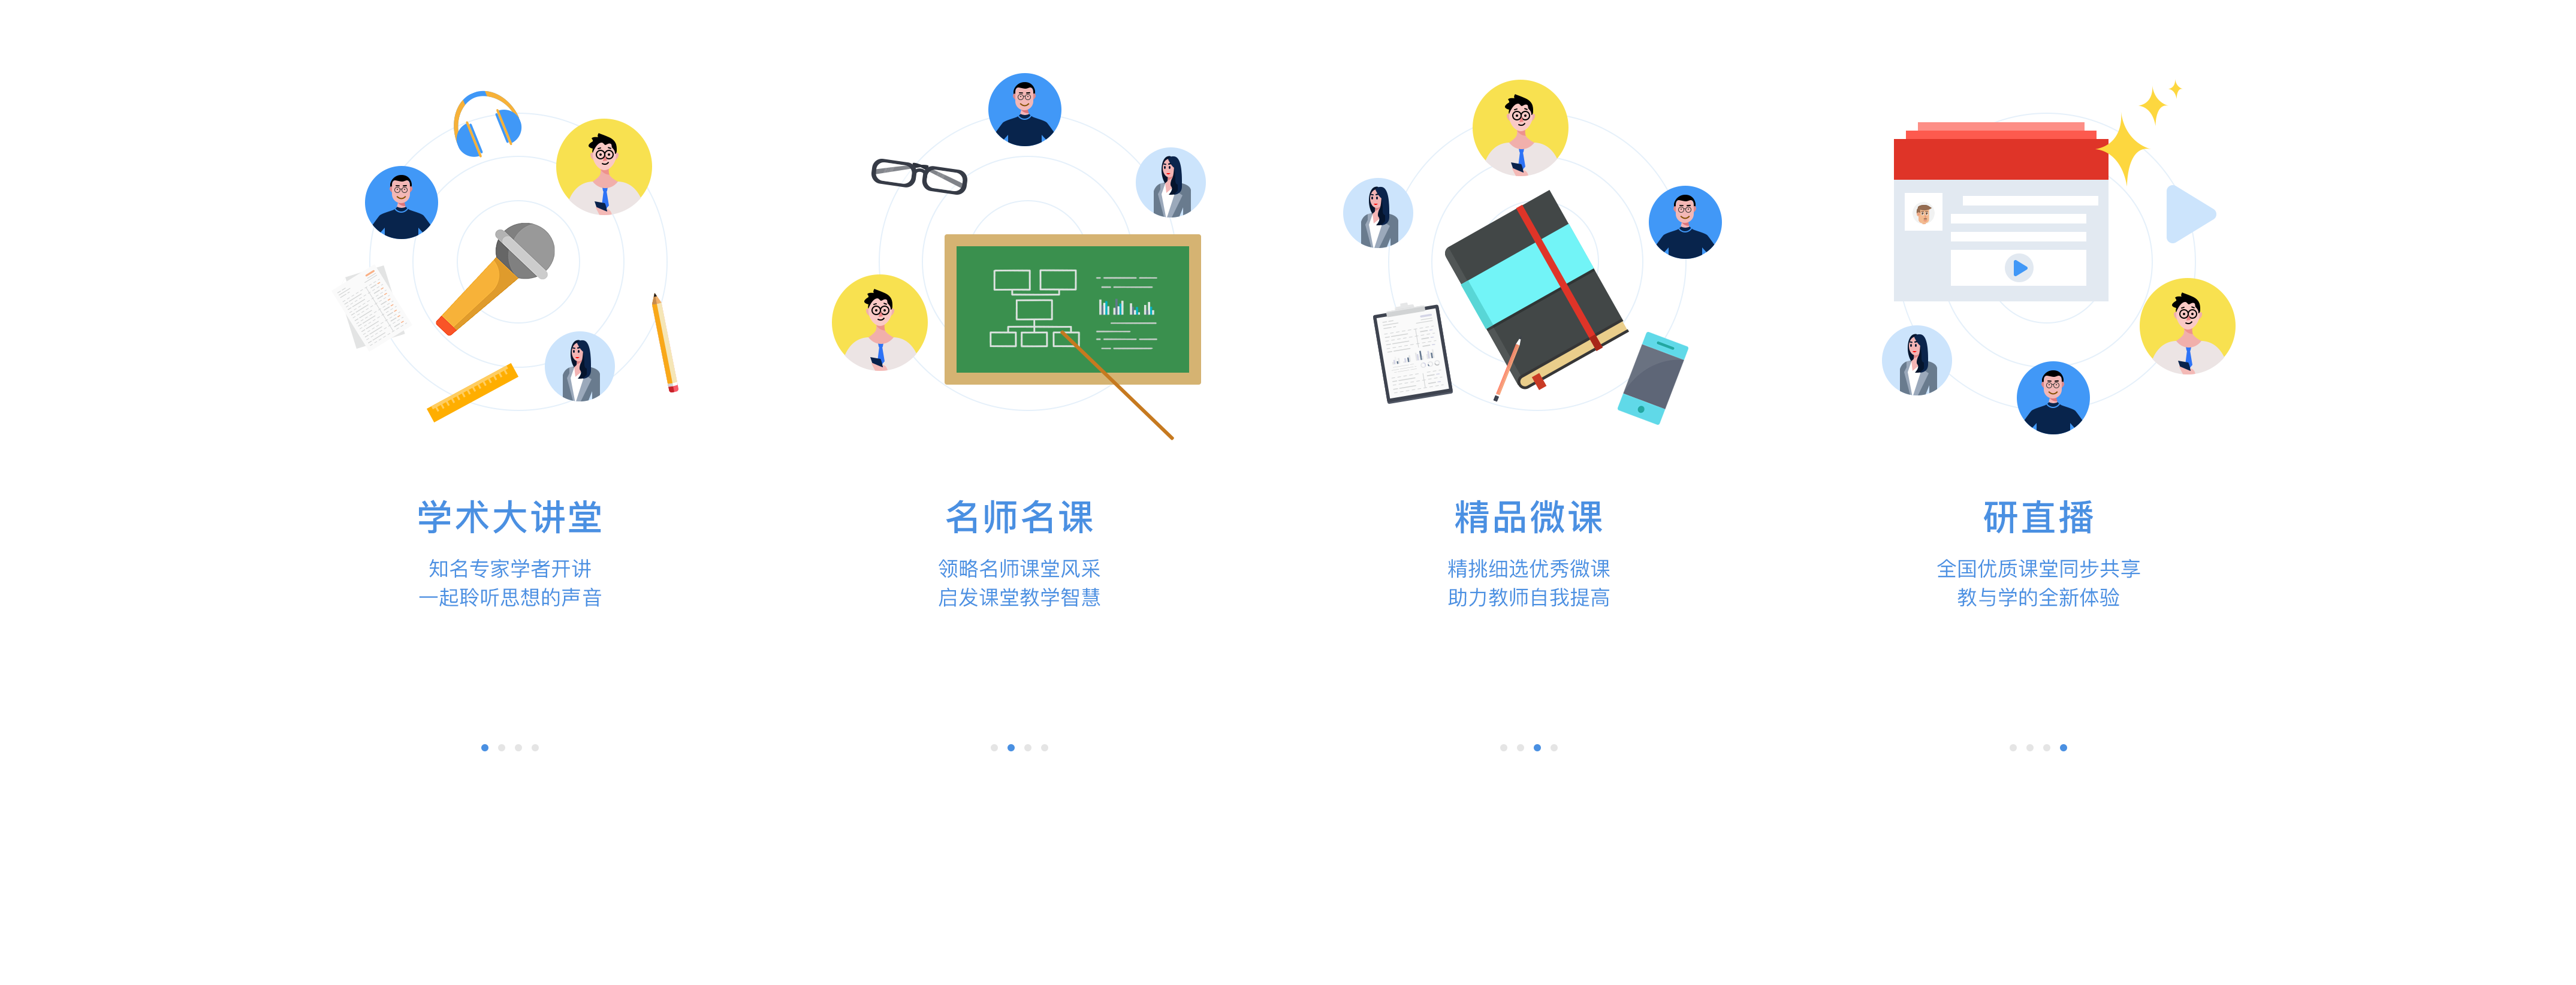 学术大讲堂
知名专家学者开讲
一起聆听思想的声音
名师名课
领略名师课堂风采
启发课堂教学智慧
精品微课
精挑细选优秀微课
助力教师自我提高
研直播
全国优质课堂同步共享
教与学的全新体验